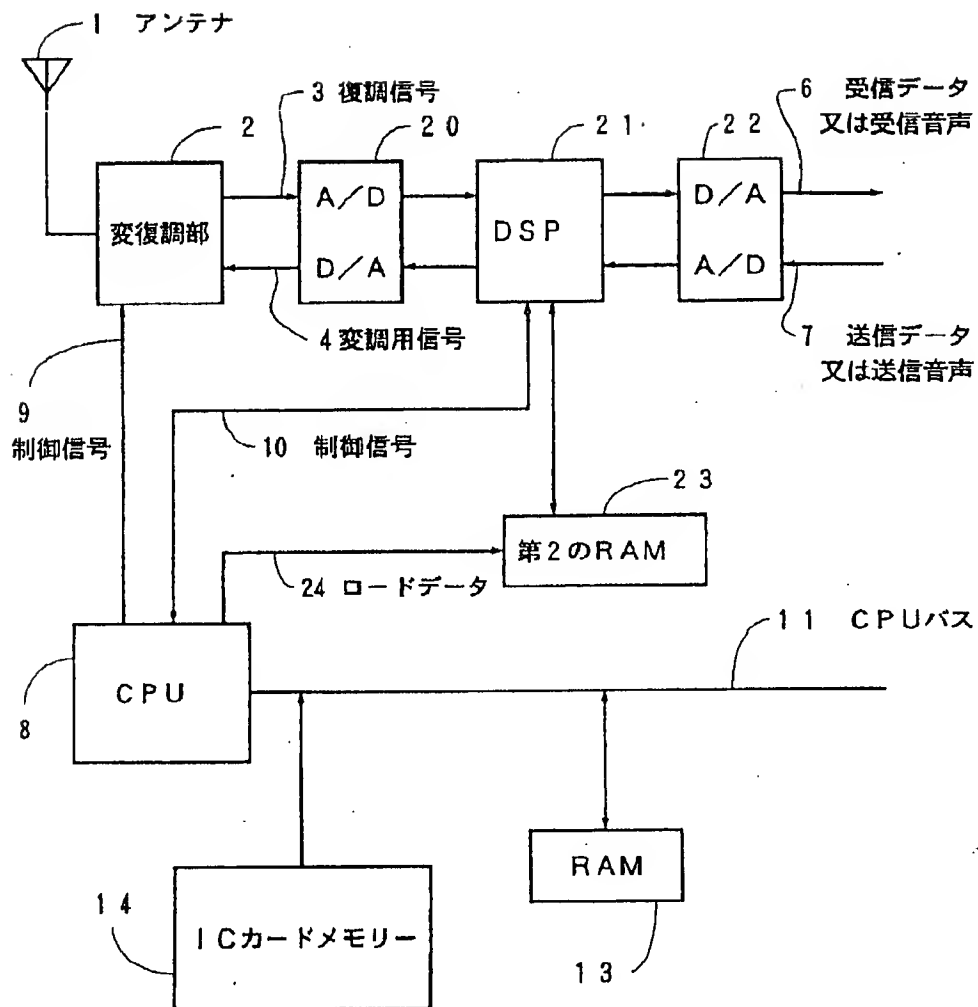 1 アンテナ
3 復調信号
2
20
21
22
6 受信データ
又は受信音声
変復調部
A/D
D/A
DSP
D/A
A/D
4 変調用信号
7 送信データ
又は送信音声
9
制御信号
10 制御信号
23
第2のRAM
24 ロードデータ
11 CPUバス
8
CPU
RAM
13
14
ICカードメモリー